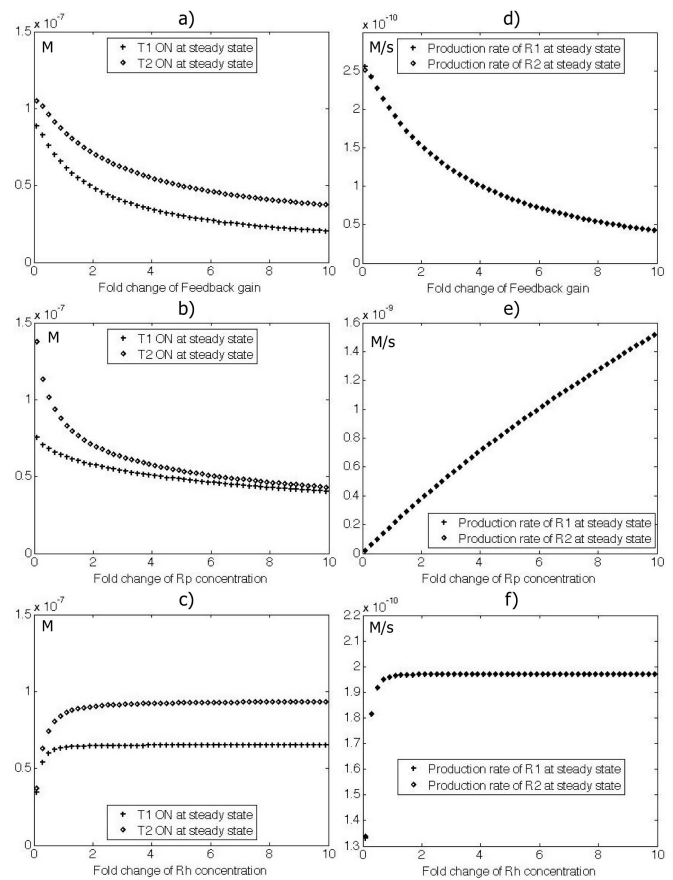 a)
x 10^-7
1.5
M
+ T1 ON at steady state
◇ T2 ON at steady state
1
0.5
0
0 2 4 6 8 10
Fold change of Feedback gain
d)
x 10^-10
M/s
+ Production rate of R1 at steady state
◇ Production rate of R2 at steady state
2.5
2
1.5
1
0.5
0
0 2 4 6 8 10
Fold change of Feedback gain
b)
x 10^-7
1.5
M
+ T1 ON at steady state
◇ T2 ON at steady state
1
0.5
0
0 2 4 6 8 10
Fold change of Rp concentration
e)
x 10^-9
1.6
M/s
1.4
1.2
1
0.8
0.6
0.4
0.2
0
+ Production rate of R1 at steady state
◇ Production rate of R2 at steady state
0 2 4 6 8 10
Fold change of Rp concentration
c)
x 10^-7
1.5
M
1
0.5
0
+ T1 ON at steady state
◇ T2 ON at steady state
0 2 4 6 8 10
Fold change of Rh concentration
f)
x 10^-10
2.2
M/s
2.1
2
1.9
1.8
1.7
1.6
1.5
1.4
1.3
+ Production rate of R1 at steady state
◇ Production rate of R2 at steady state
0 2 4 6 8 10
Fold change of Rh concentration